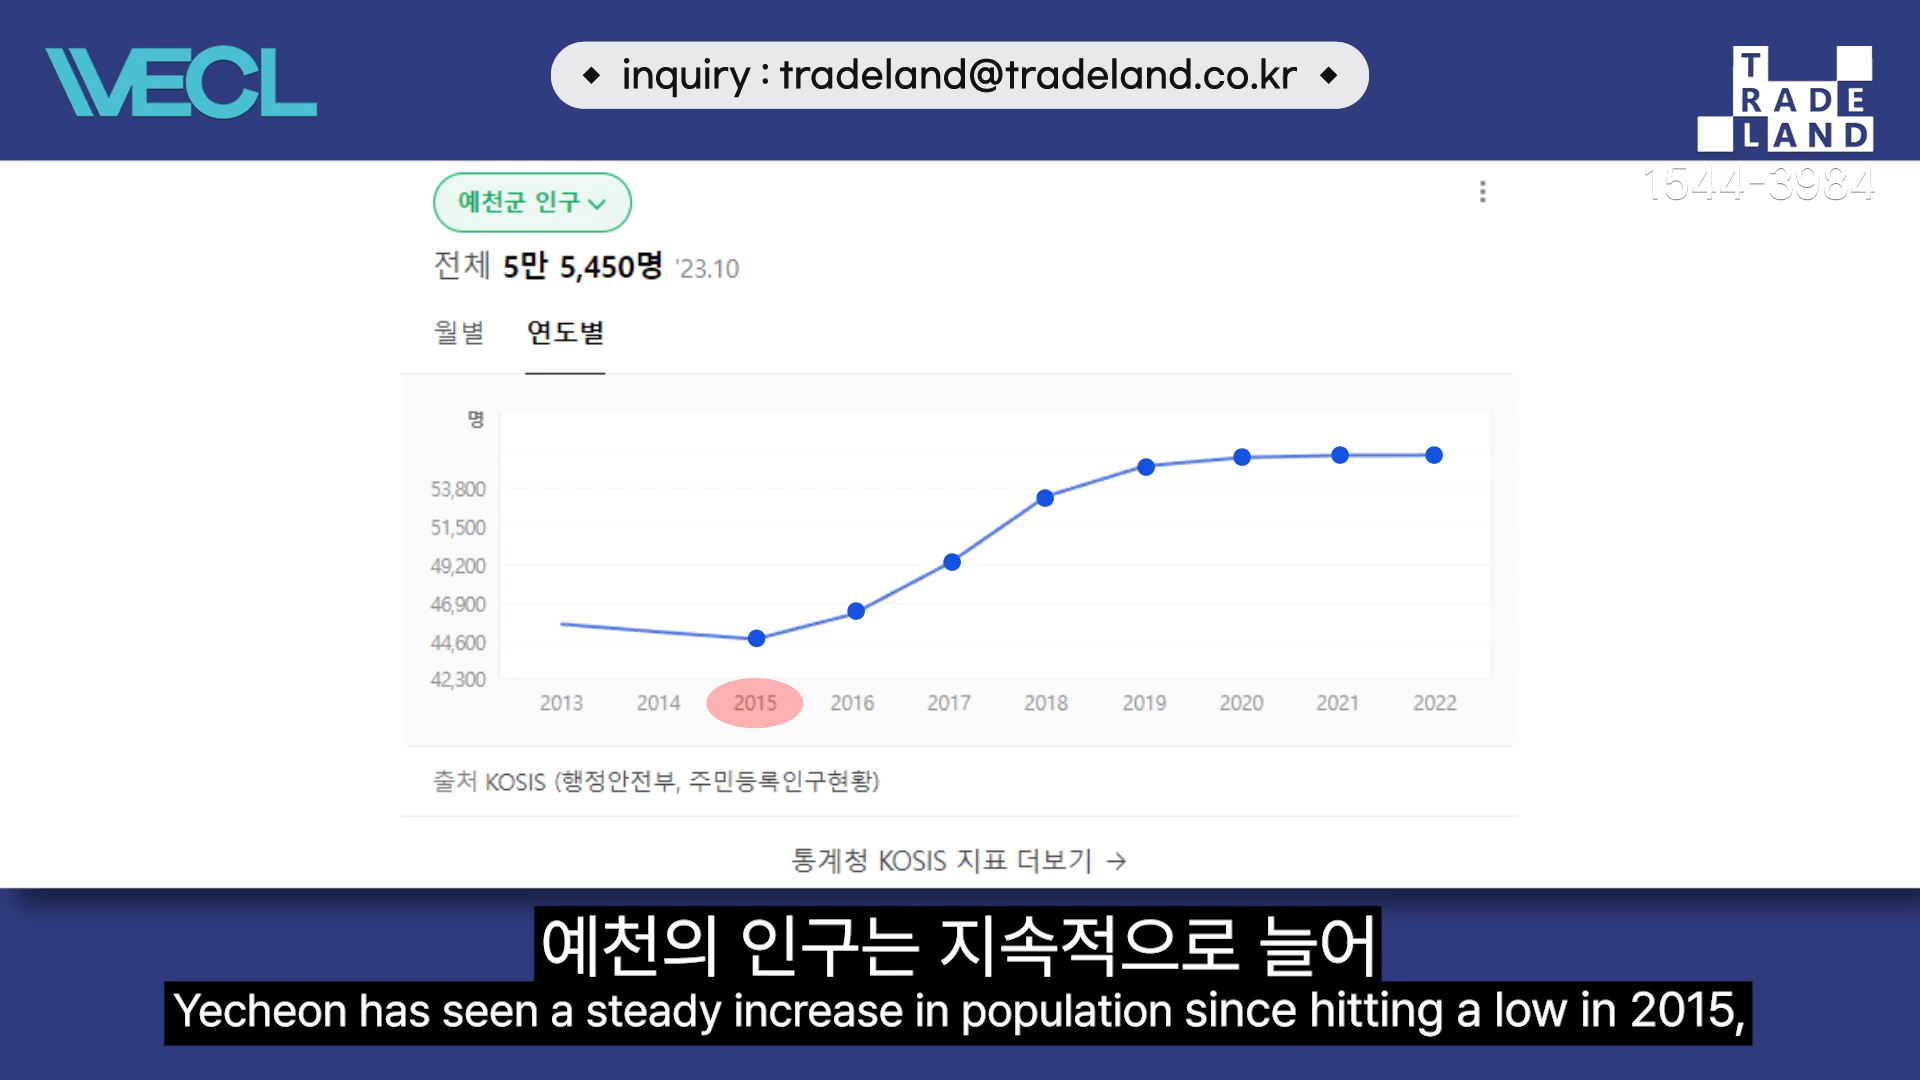 WECL
◆ inquiry : tradeland@tradeland.co.kr ◆
T
RADE
LAND
1544-3984
예천군 인구
전체 5만 5,450명 '23.10
월별 연도별
명
53,800
51,500
49,200
46,900
44,600
42,300
2013 2014 2015 2016 2017 2018 2019 2020 2021 2022
출처 KOSIS (행정안전부, 주민등록인구현황)
통계청 KOSIS 지표 더보기 →
예천의 인구는 지속적으로 늘어
Yecheon has seen a steady increase in population since hitting a low in 2015,